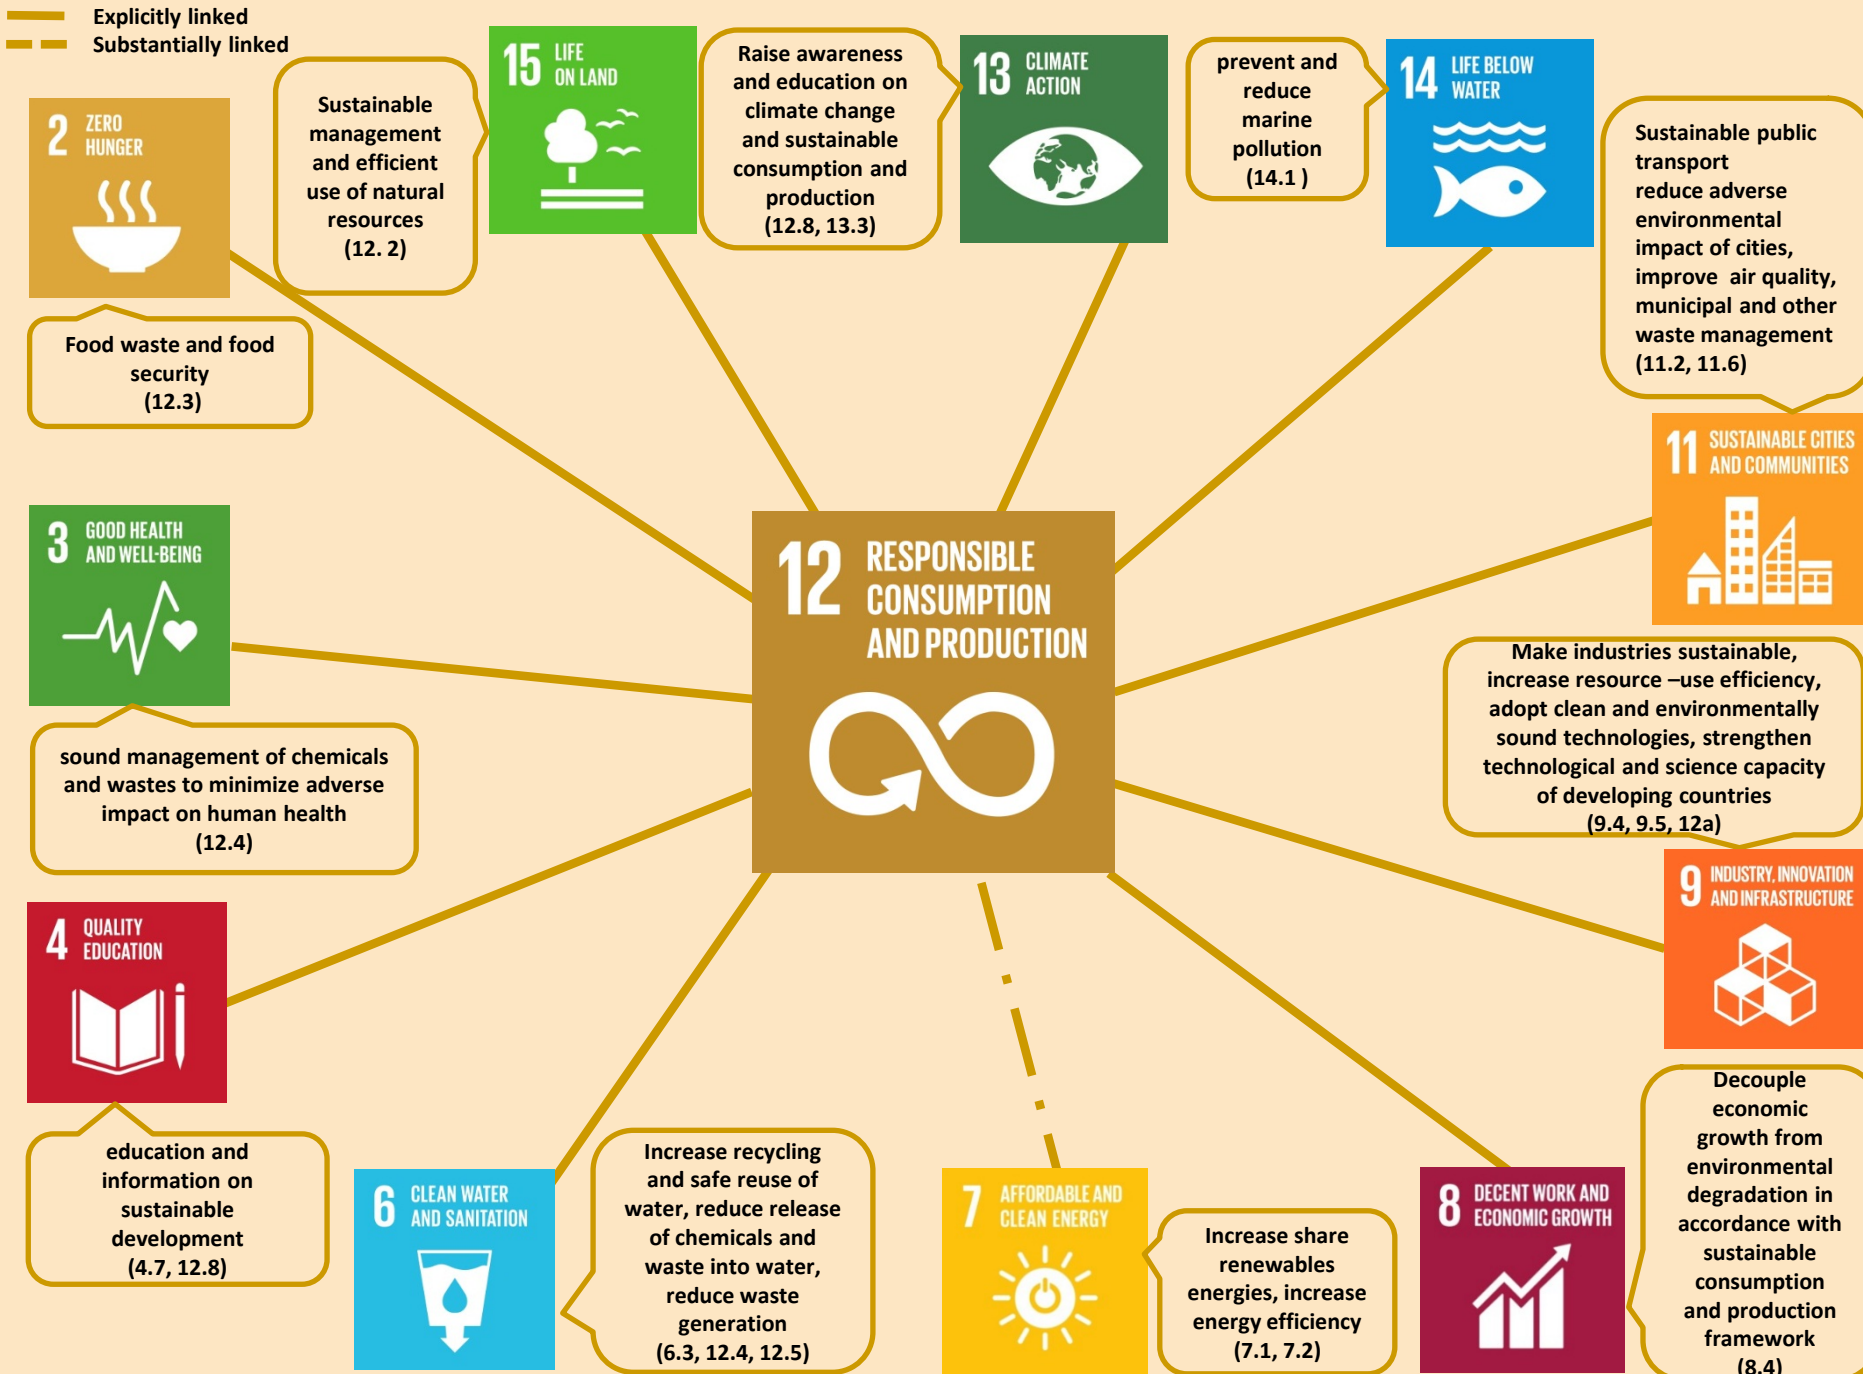 Explicitly linked
Substantially linked
15 LIFE
ON LAND
Raise awareness
and education on
climate change
and sustainable
consumption and
production
(12.8, 13.3)
13 CLIMATE
ACTION
prevent and
reduce
marine
pollution
(14.1 )
14 LIFE BELOW
WATER
2 ZERO
HUNGER
Sustainable
management
and efficient
use of natural
resources
(12. 2)
Sustainable public
transport
reduce adverse
environmental
impact of cities,
improve  air quality,
municipal and other
waste management
(11.2, 11.6)
Food waste and food
security
(12.3)
11 SUSTAINABLE CITIES
AND COMMUNITIES
3 GOOD HEALTH
AND WELL-BEING
12 RESPONSIBLE
CONSUMPTION
AND PRODUCTION
Make industries sustainable,
increase resource –use efficiency,
adopt clean and environmentally
sound technologies, strengthen
technological and science capacity
of developing countries
(9.4, 9.5, 12a)
sound management of chemicals
and wastes to minimize adverse
impact on human health
(12.4)
9 INDUSTRY, INNOVATION
AND INFRASTRUCTURE
4 QUALITY
EDUCATION
education and
information on
sustainable
development
(4.7, 12.8)
6 CLEAN WATER
AND SANITATION
Increase recycling
and safe reuse of
water, reduce release
of chemicals and
waste into water,
reduce waste
generation
(6.3, 12.4, 12.5)
7 AFFORDABLE AND
CLEAN ENERGY
Increase share
renewables
energies, increase
energy efficiency
(7.1, 7.2)
8 DECENT WORK AND
ECONOMIC GROWTH
Decouple
economic
growth from
environmental
degradation in
accordance with
sustainable
consumption
and production
framework
(8.4)